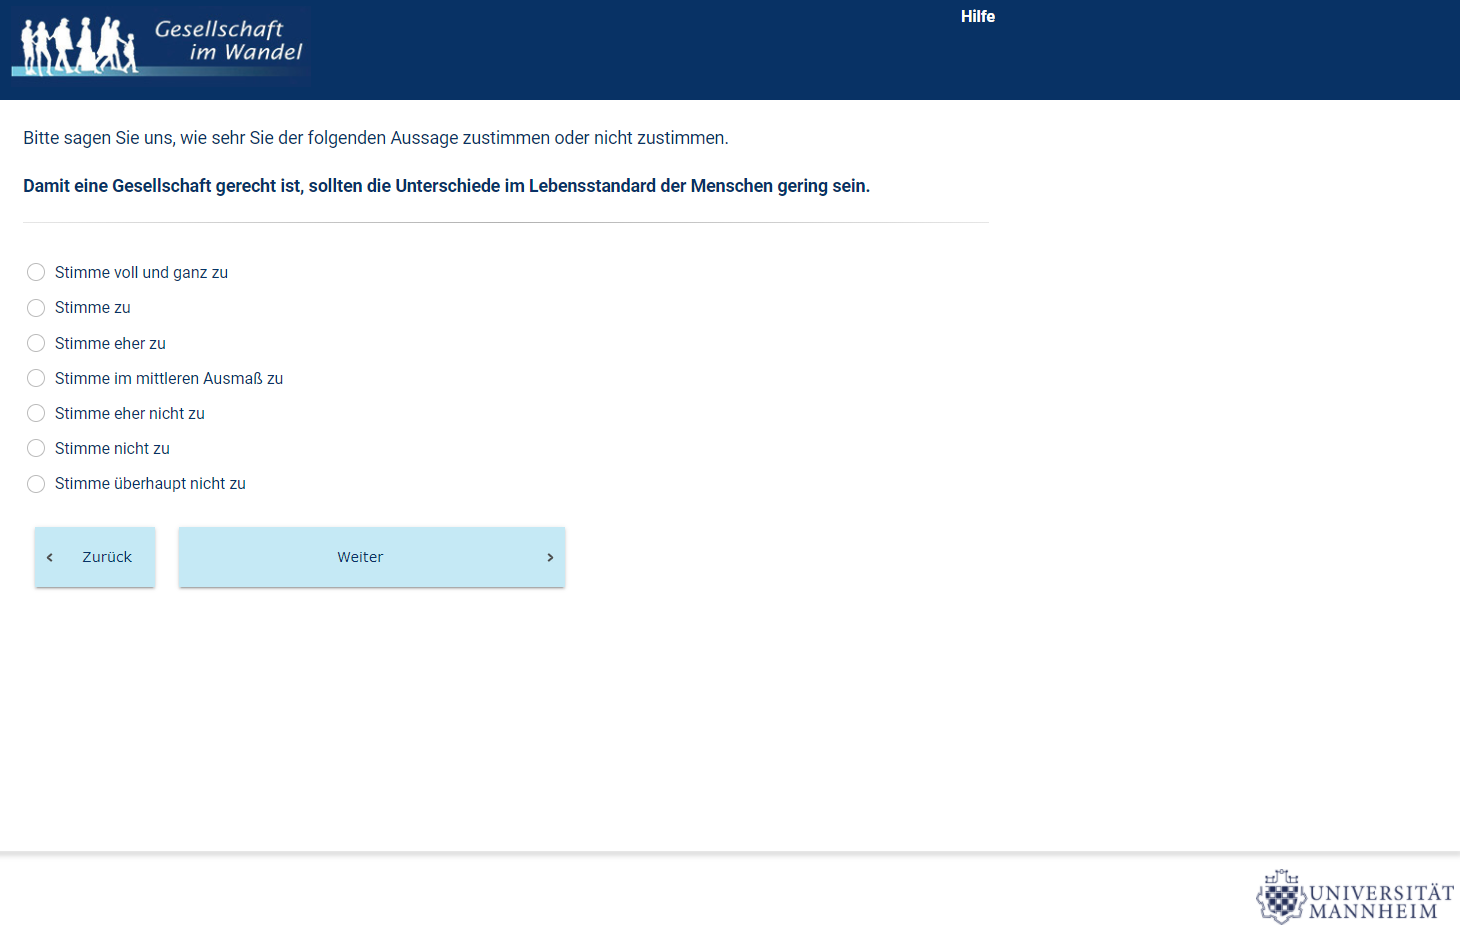 Gesellschaft
im Wandel
Hilfe
Bitte sagen Sie uns, wie sehr Sie der folgenden Aussage zustimmen oder nicht zustimmen.
Damit eine Gesellschaft gerecht ist, sollten die Unterschiede im Lebensstandard der Menschen gering sein.
Stimme voll und ganz zu
Stimme zu
Stimme eher zu
Stimme im mittleren Ausmaß zu
Stimme eher nicht zu
Stimme nicht zu
Stimme überhaupt nicht zu
Zurück
Weiter
UNIVERSITÄT
MANNHEIM